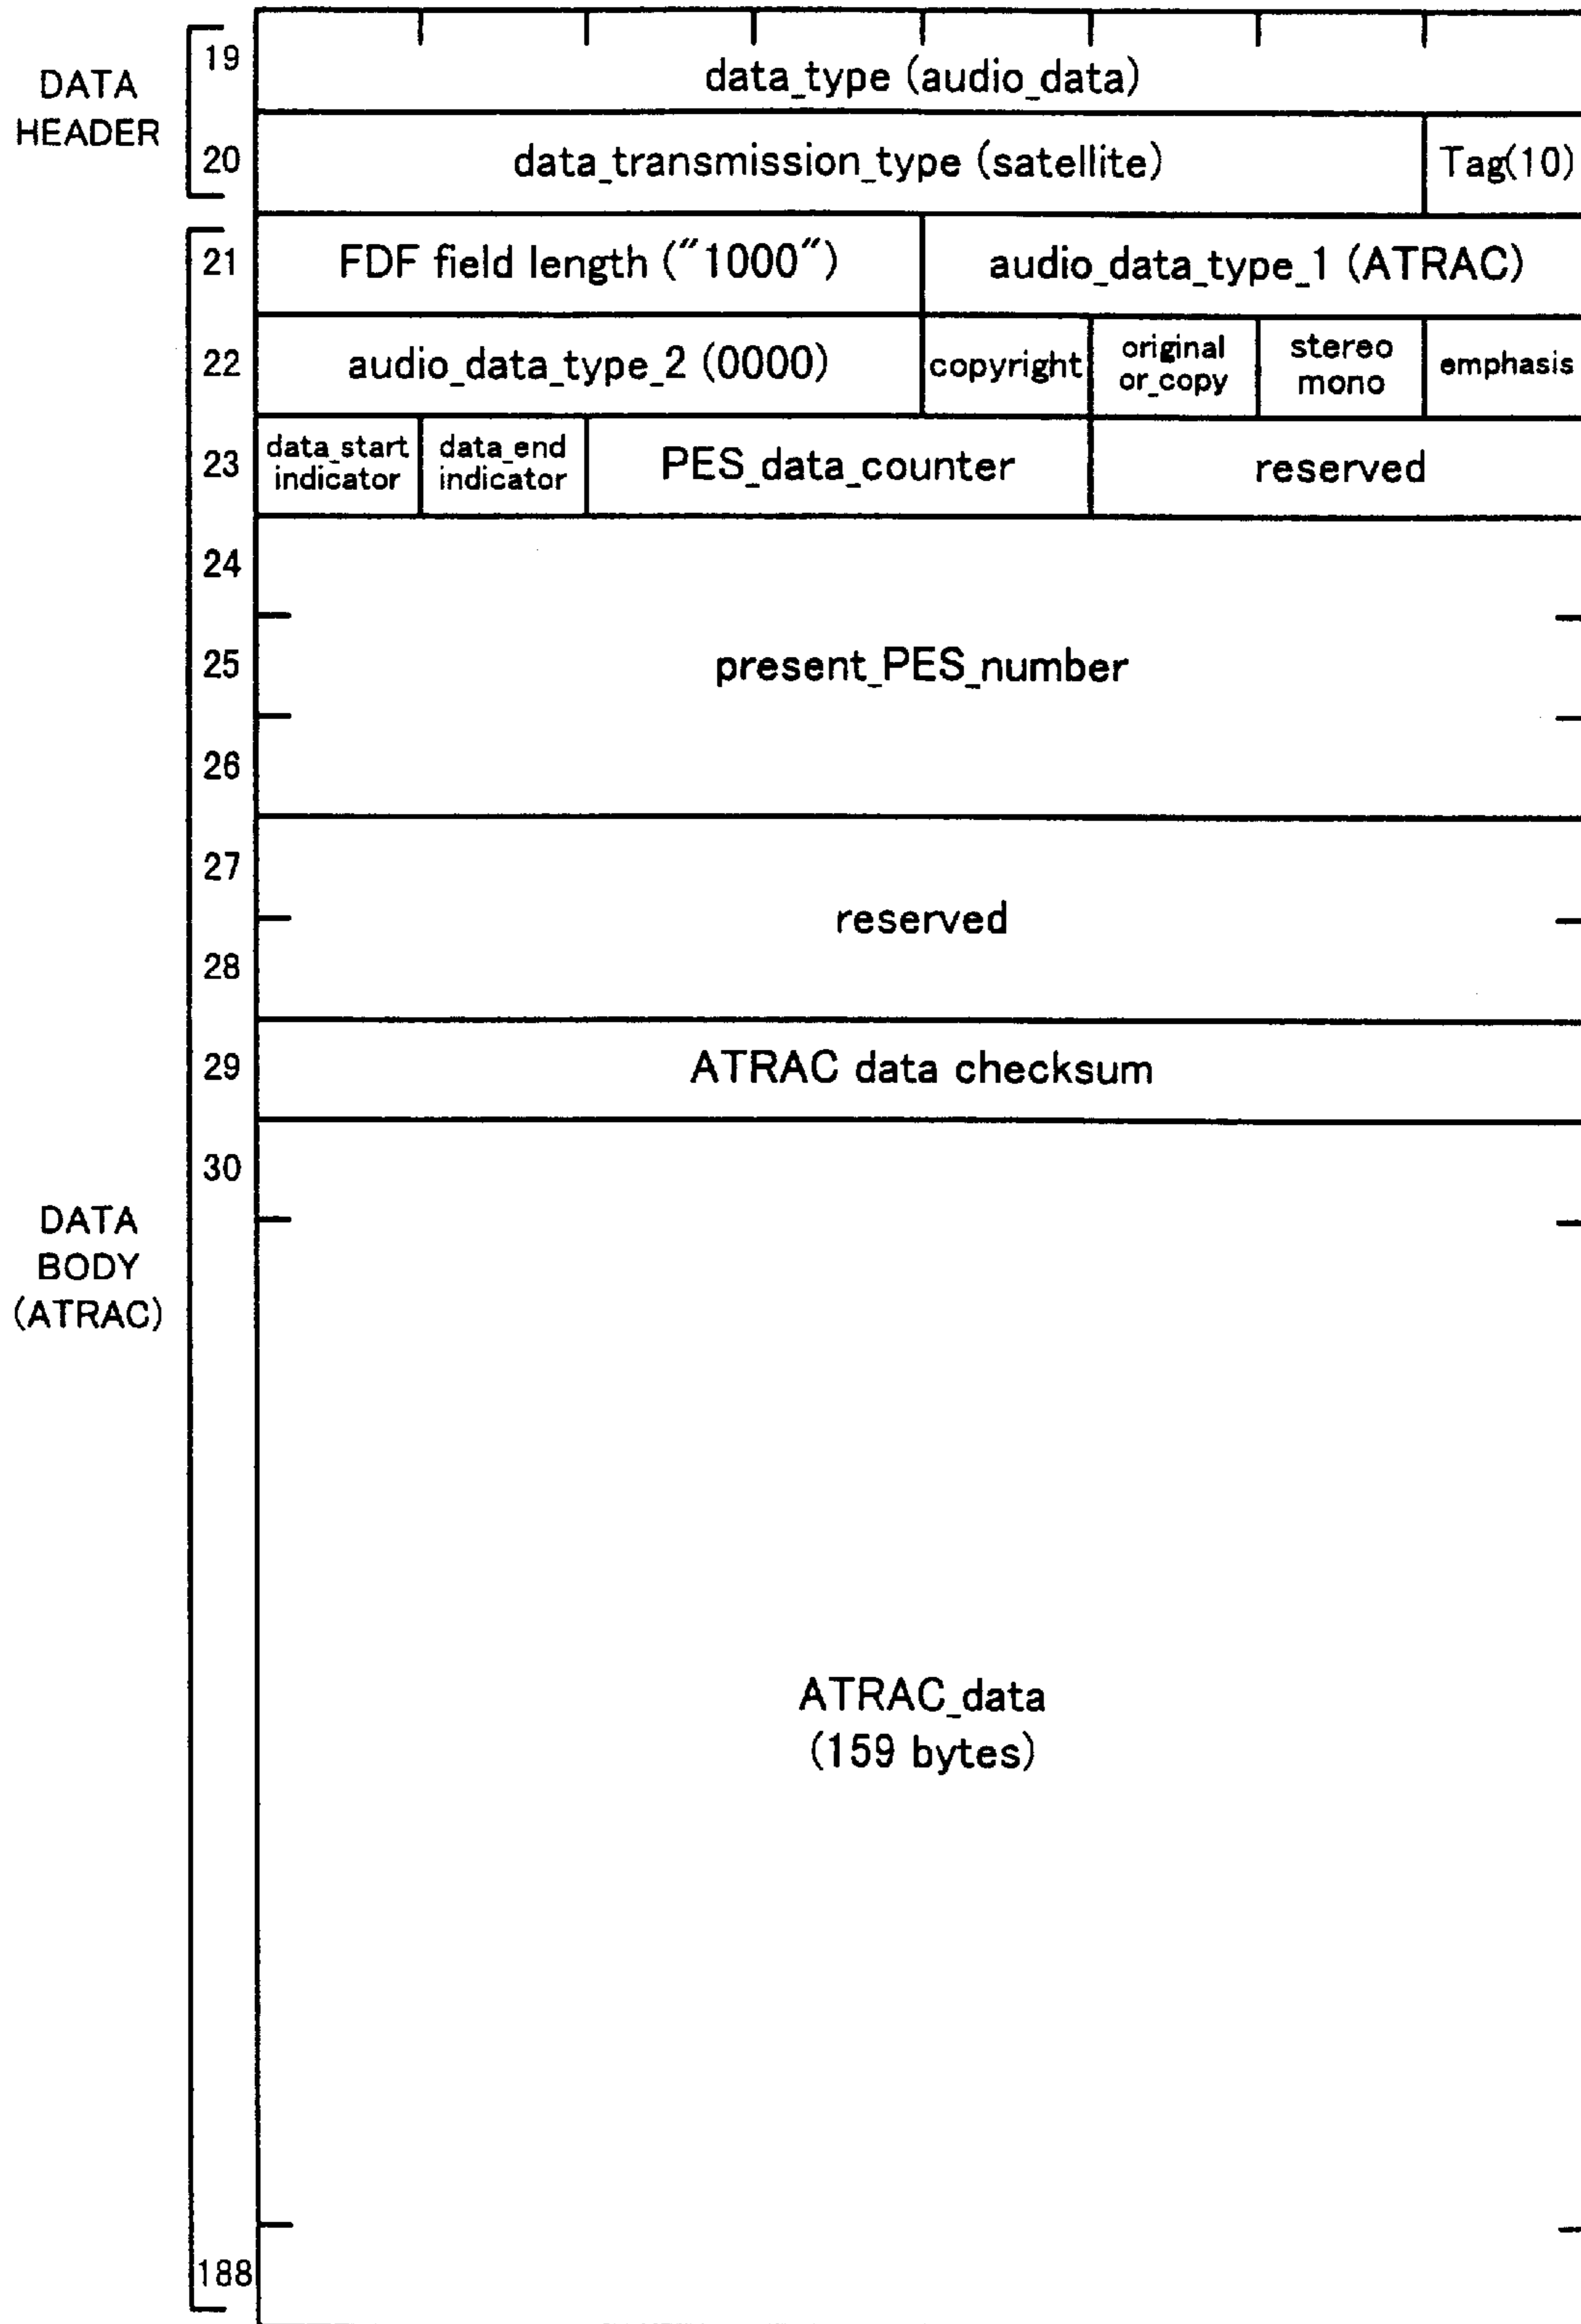 DATA
HEADER
19
data_type (audio_data)
20
data_transmission_type (satellite)
Tag(10)
21
FDF field length ("1000")
audio_data_type_1 (ATRAC)
22
audio_data_type_2 (0000)
copyright
original
or_copy
stereo
mono
emphasis
23
data_start
indicator
data_end
indicator
PES_data_counter
reserved
24
25
present_PES_number
26
27
reserved
28
29
ATRAC data checksum
30
DATA
BODY
(ATRAC)
ATRAC_data
(159 bytes)
188